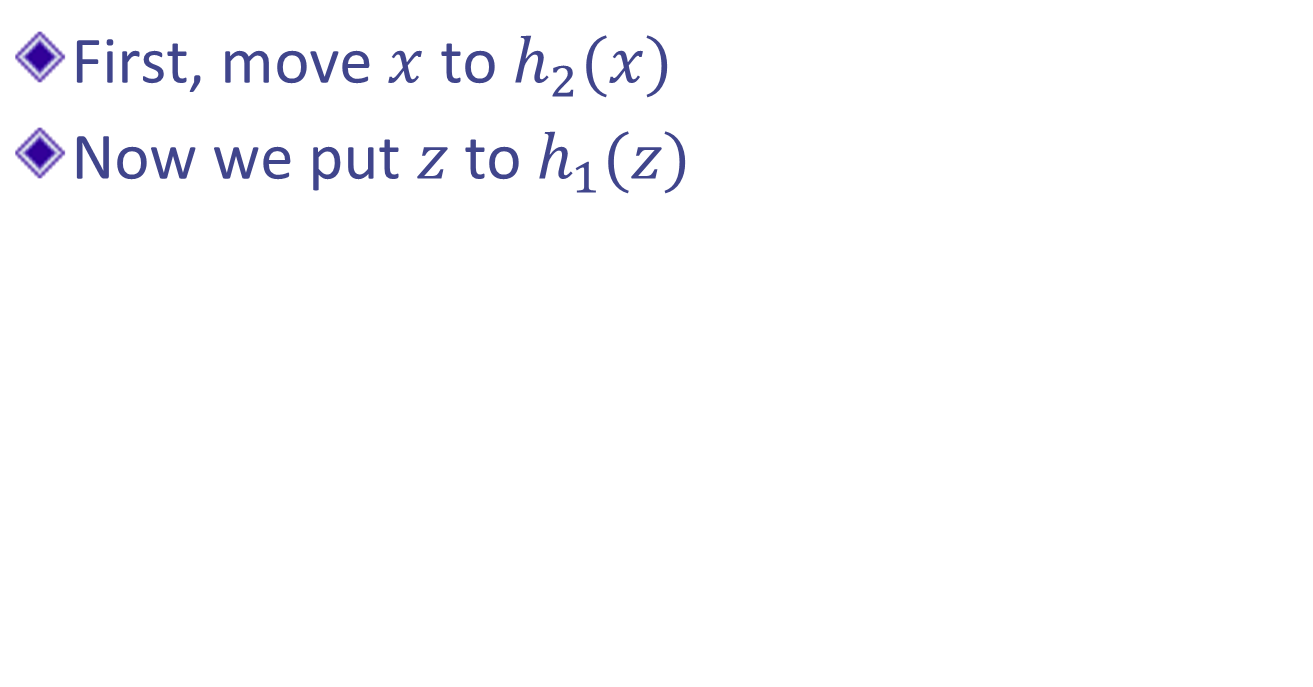 First, move x to h₂(x)
Now we put z to h₁(z)